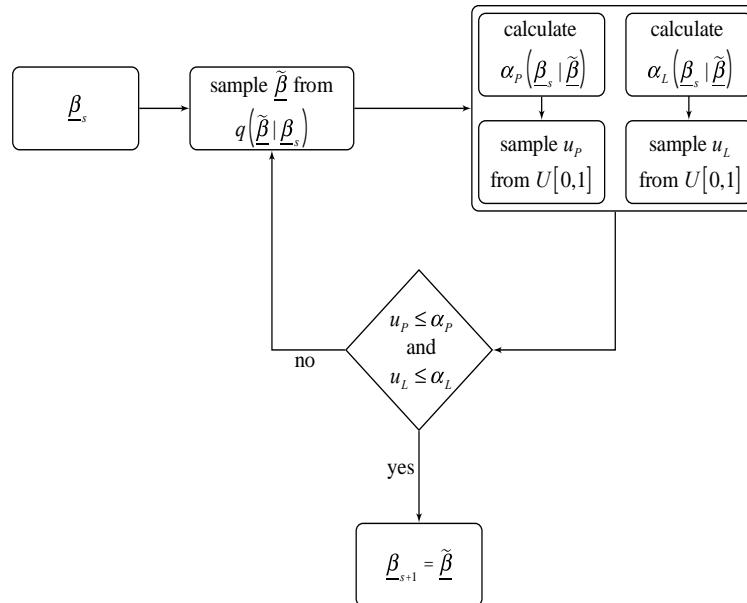 β_s
sample β̃ from
q(β̃ | β_s)
calculate
α_P(β_s | β̃)
sample u_P
from U[0,1]
calculate
α_L(β_s | β̃)
sample u_L
from U[0,1]
u_P ≤ α_P
and
u_L ≤ α_L
no
yes
β_{s+1} = β̃